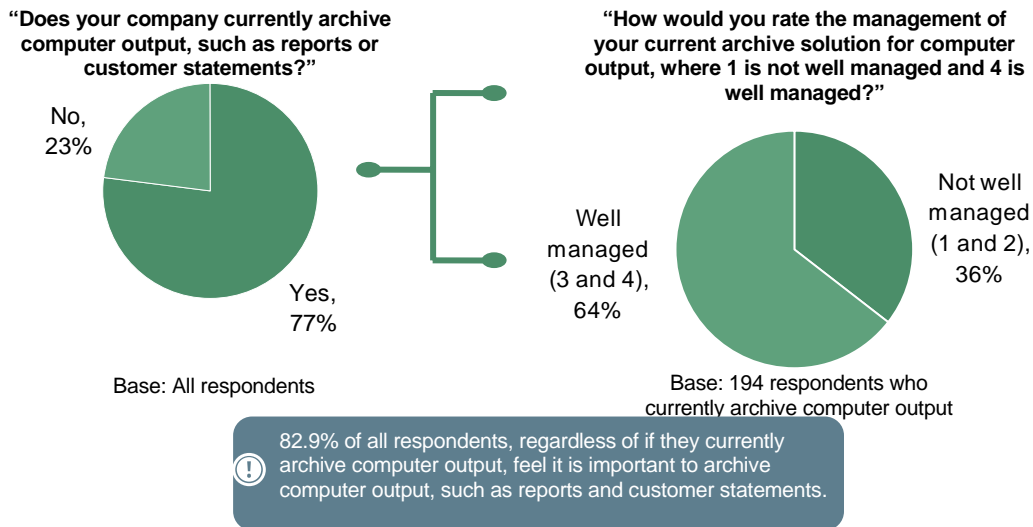 “Does your company currently archive
computer output, such as reports or
customer statements?”
No,
23%
Yes,
77%
Base: All respondents
“How would you rate the management of
your current archive solution for computer
output, where 1 is not well managed and 4 is
well managed?”
Well
managed
(3 and 4),
64%
Not well
managed
(1 and 2),
36%
Base: 194 respondents who
currently archive computer output
82.9% of all respondents, regardless of if they currently
archive computer output, feel it is important to archive
computer output, such as reports and customer statements.